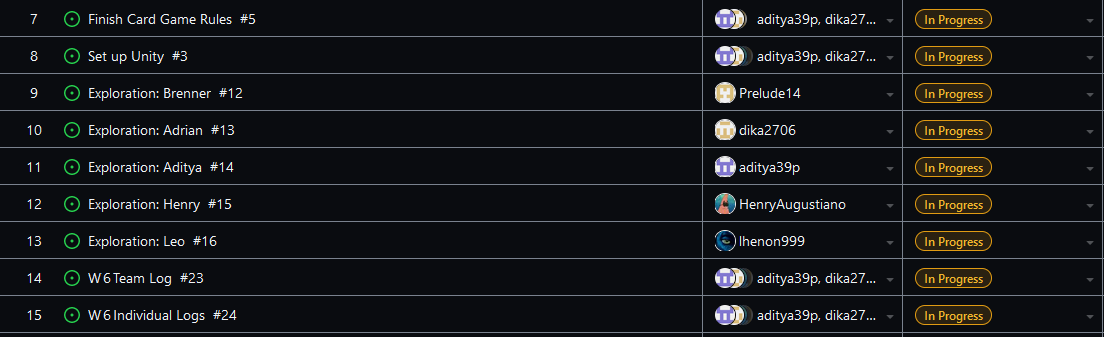 7 Finish Card Game Rules #5 aditya39p, dika27... In Progress
8 Set up Unity #3 aditya39p, dika27... In Progress
9 Exploration: Brenner #12 Prelude14 In Progress
10 Exploration: Adrian #13 dika2706 In Progress
11 Exploration: Aditya #14 aditya39p In Progress
12 Exploration: Henry #15 HenryAugustiano In Progress
13 Exploration: Leo #16 lhenon999 In Progress
14 W6 Team Log #23 aditya39p, dika27... In Progress
15 W6 Individual Logs #24 aditya39p, dika27... In Progress